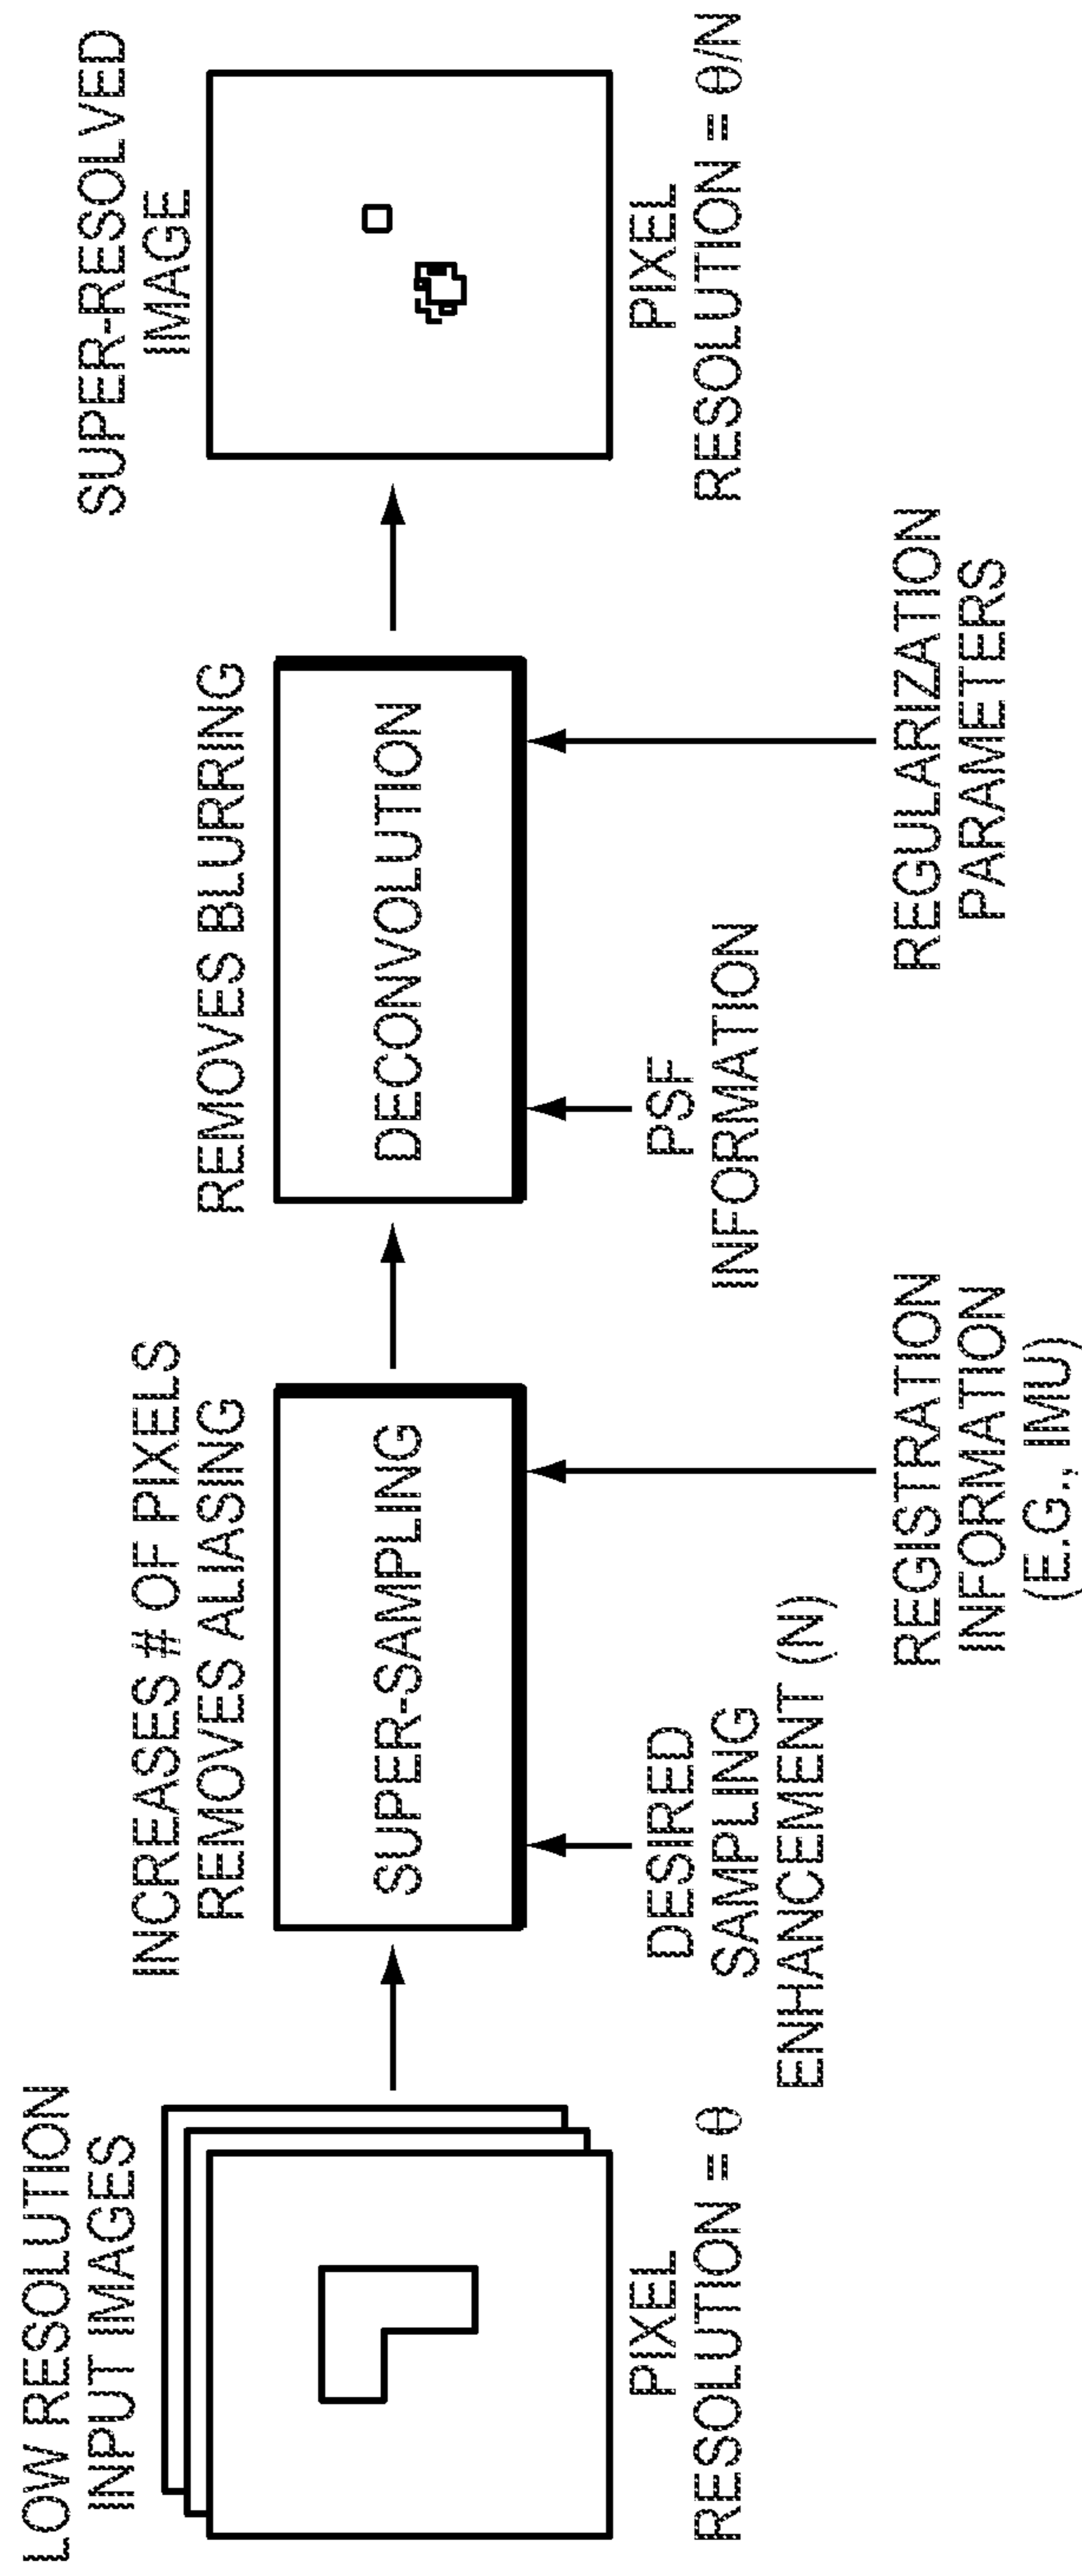 LOW RESOLUTION
INPUT IMAGES
PIXEL
RESOLUTION = θ
INCREASES # OF PIXELS
REMOVES ALIASING
SUPER-SAMPLING
DESIRED
SAMPLING
ENHANCEMENT (N)
REGISTRATION
INFORMATION
(E.G., IMU)
REMOVES BLURRING
DECONVOLUTION
PSF
INFORMATION
REGULARIZATION
PARAMETERS
SUPER-RESOLVED
IMAGE
PIXEL
RESOLUTION = θ/N